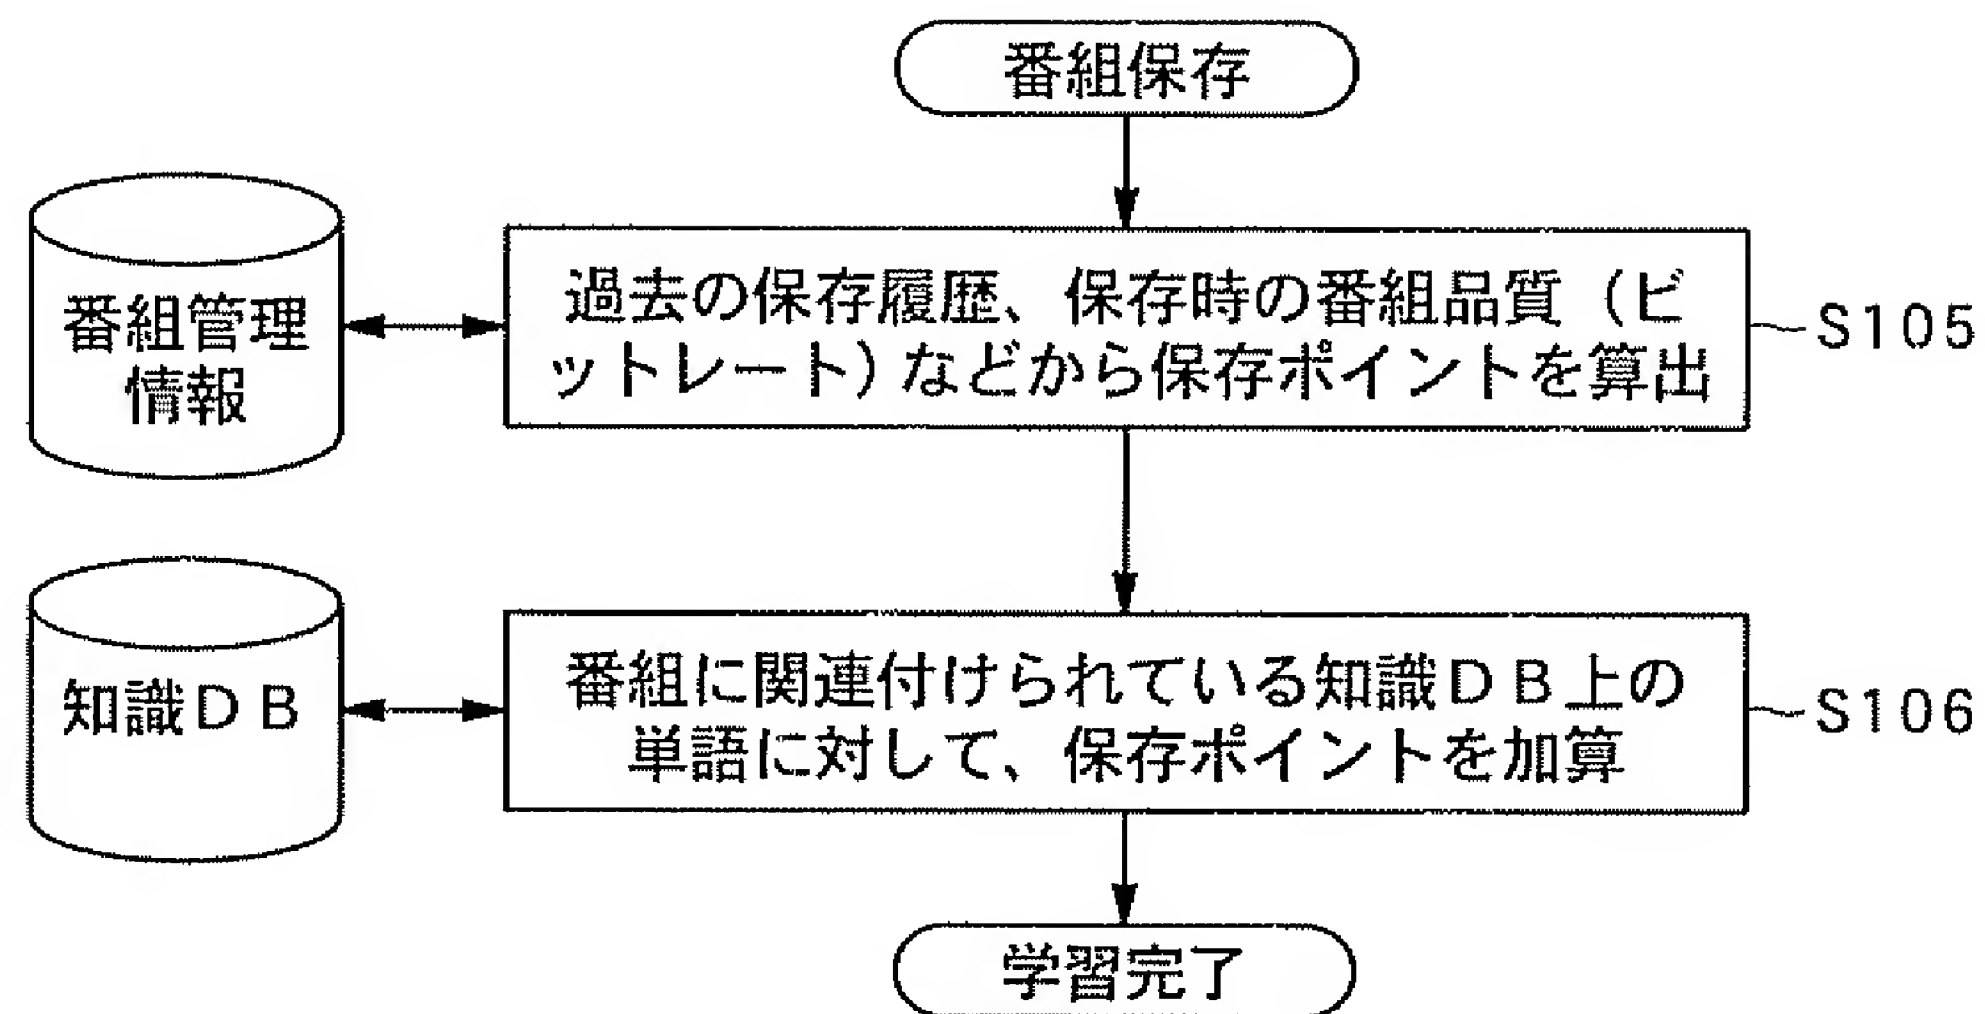 番組保存
番組管理
情報
過去の保存履歴、保存時の番組品質（ビ
ットレート）などから保存ポイントを算出
S105
知識ＤＢ
番組に関連付けられている知識ＤＢ上の
単語に対して、保存ポイントを加算
S106
学習完了